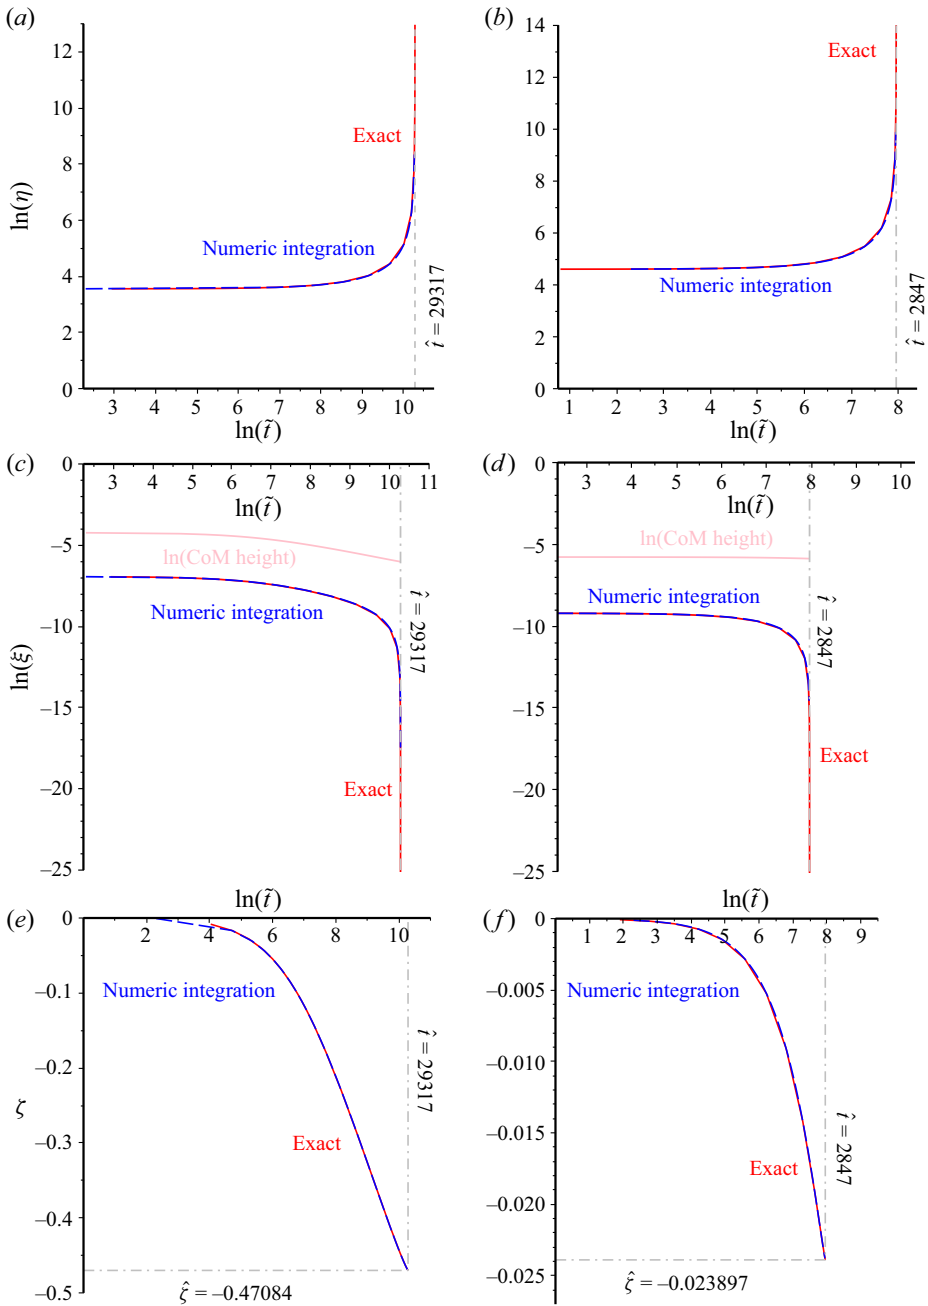 (a)
12
10
8
6
4
2
0
ln(η)
Exact
Numeric integration
t̂ = 29317
3 4 5 6 7 8 9 10
ln(t̃)
(b)
14
12
10
8
6
4
2
0
Exact
Numeric integration
t̂ = 2847
1 2 3 4 5 6 7 8
ln(t̃)
(c)
0
–5
–10
–15
–20
–25
ln(ξ)
3 4 5 6 7 8 9 10 11
ln(t̃)
ln(CoM height)
Numeric integration
t̂ = 29317
Exact
(d)
0
–5
–10
–15
–20
–25
3 4 5 6 7 8 9 10
ln(t̃)
ln(CoM height)
Numeric integration
t̂ = 2847
Exact
(e)
ln(t̃)
0
–0.1
–0.2
–0.3
–0.4
–0.5
ζ
2 4 6 8 10
Numeric integration
t̂ = 29317
Exact
ζ̂ = –0.47084
(f)
ln(t̃)
0
–0.005
–0.010
–0.015
–0.020
–0.025
1 2 3 4 5 6 7 8 9
Numeric integration
t̂ = 2847
Exact
ζ̂ = –0.023897